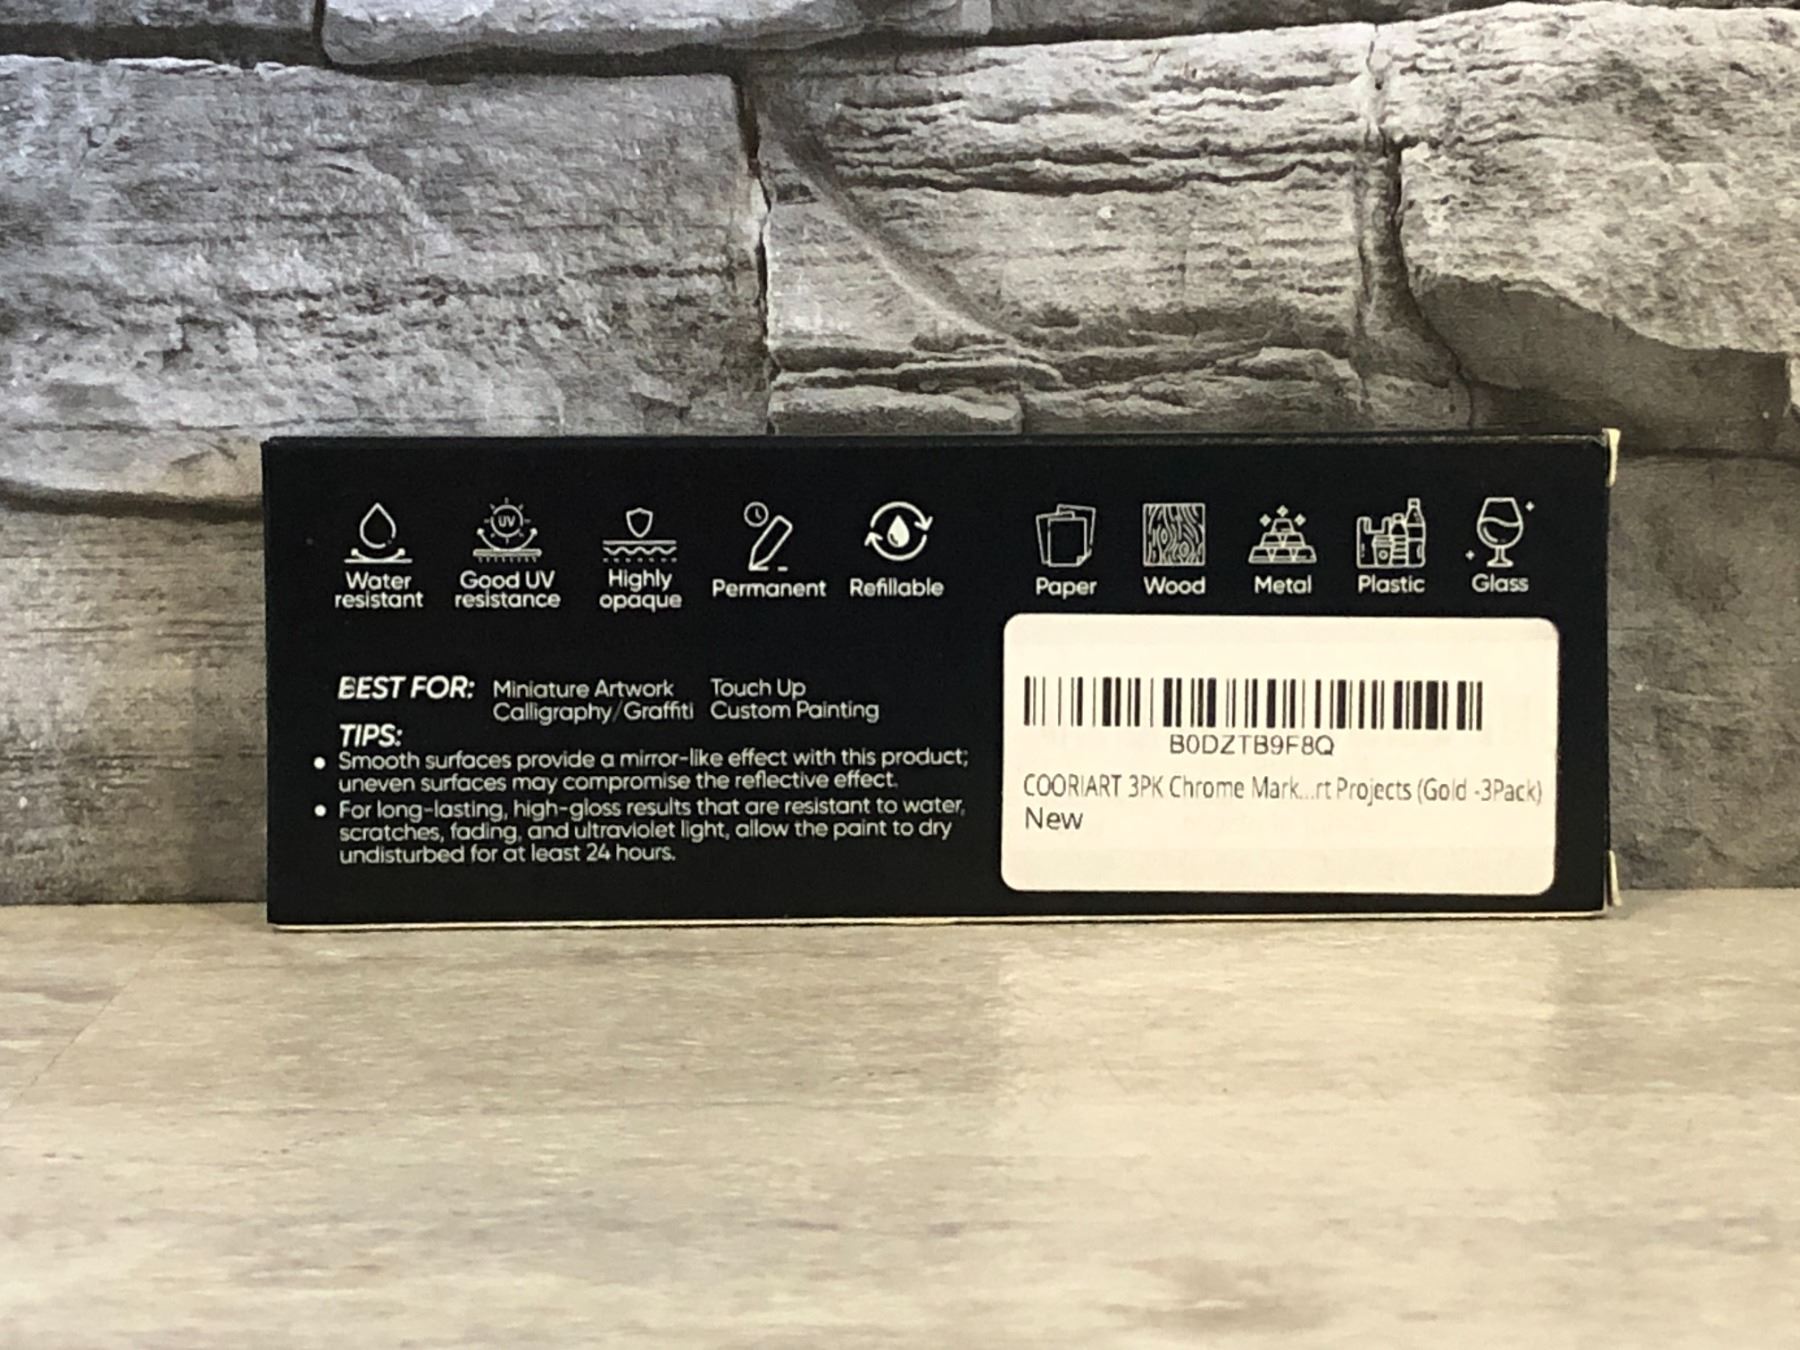 UV
Water
resistant
Good UV
resistance
Highly
opaque
Permanent
Refillable
Paper
Wood
Metal
Plastic
Glass
BEST FOR: Miniature Artwork Touch Up
Calligraphy/Graffiti Custom Painting
TIPS:
• Smooth surfaces provide a mirror-like effect with this product;
uneven surfaces may compromise the reflective effect.
• For long-lasting, high-gloss results that are resistant to water,
scratches, fading, and ultraviolet light, allow the paint to dry
undisturbed for at least 24 hours.
B0DZTB9F8Q
COORIART 3PK Chrome Mark...rt Projects (Gold -3Pack)
New